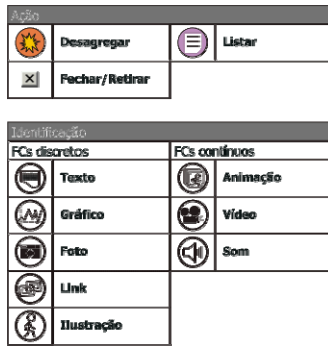 Ação
Desagregar
Listar
Fechar/Retirar
Identificação
FCs discretos
FCs contínuos
Texto
Animação
Gráfico
Vídeo
Foto
Som
Link
Ilustração